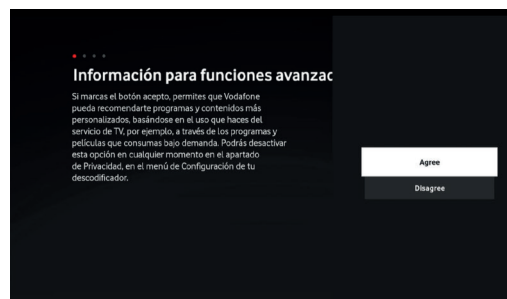 Información para funciones avanzac
Si marcas el botón acepto, permites que Vodafone
pueda recomendarte programas y contenidos más
personalizados, basándose en el uso que haces del
servicio de TV, por ejemplo, a través de los programas y
películas que consumas bajo demanda. Podrás desactivar
esta opción en cualquier momento en el apartado
de Privacidad, en el menú de Configuración de tu
descodificador.
Agree
Disagree